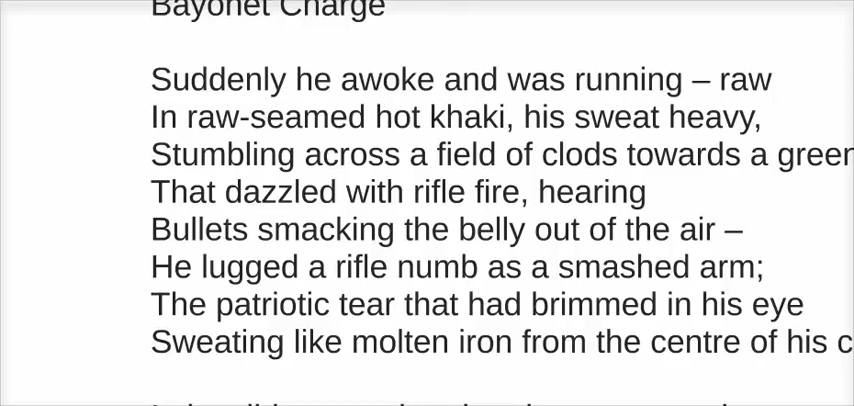 Bayonet Charge
Suddenly he awoke and was running – raw
In raw-seamed hot khaki, his sweat heavy,
Stumbling across a field of clods towards a green
That dazzled with rifle fire, hearing
Bullets smacking the belly out of the air –
He lugged a rifle numb as a smashed arm;
The patriotic tear that had brimmed in his eye
Sweating like molten iron from the centre of his